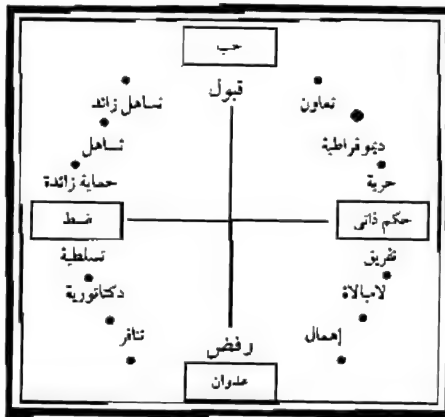 حب
قبول
تعاون
تساهل زائد
ديموقراطية
تساهل
حرية
حماية زائدة
حكم ذاتى
ضبط
تفريق
تسلطية
لامبالاة
دكتاتورية
إهمال
تنافر
رفض
عدوان